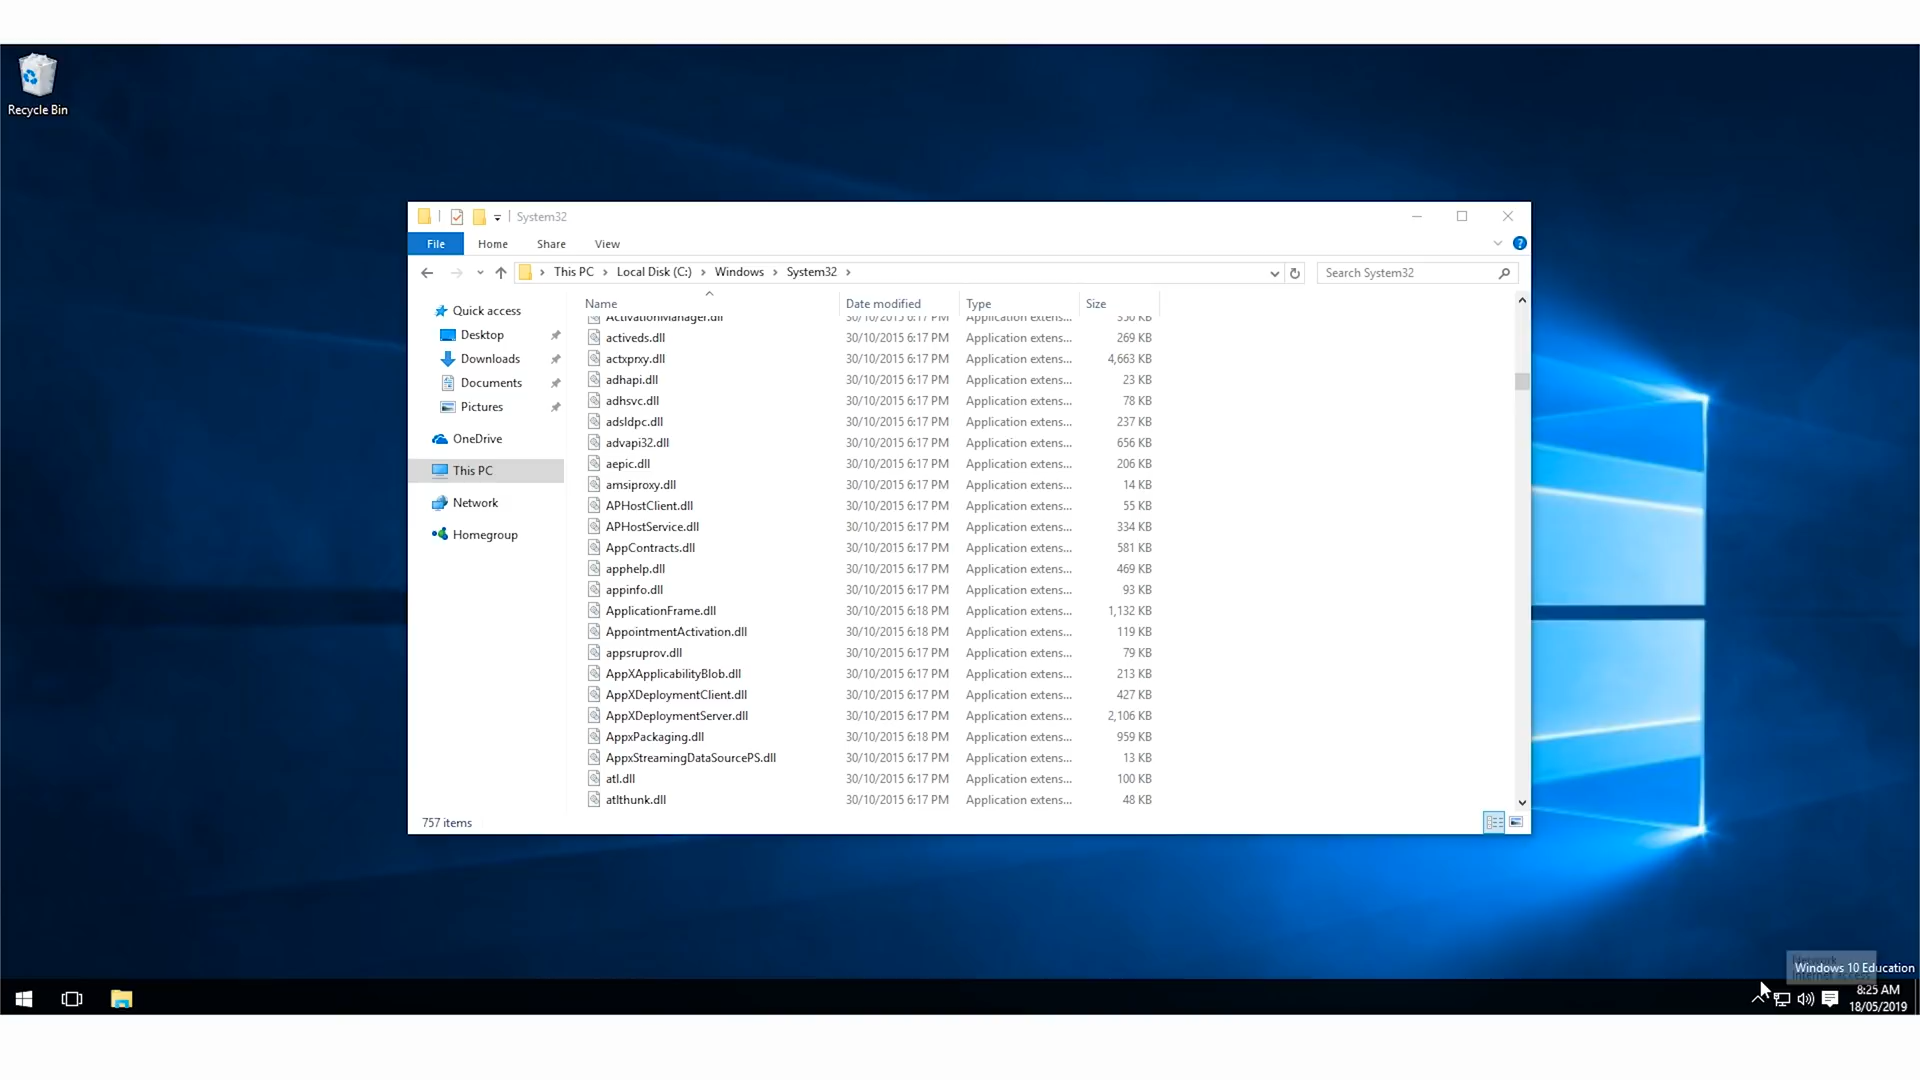 Recycle Bin
System32
File Home Share View
This PC Local Disk (C:) Windows System32
Search System32
Name Date modified Type Size
Quick access
Desktop
Downloads
Documents
Pictures
OneDrive
This PC
Network
Homegroup
ActivationManager.dll 30/10/2015 6:17 PM Application extens... 350 KB
activeds.dll 30/10/2015 6:17 PM Application extens... 269 KB
actxprxy.dll 30/10/2015 6:17 PM Application extens... 4,663 KB
adhapi.dll 30/10/2015 6:17 PM Application extens... 23 KB
adhsvc.dll 30/10/2015 6:17 PM Application extens... 78 KB
adsldpc.dll 30/10/2015 6:17 PM Application extens... 237 KB
advapi32.dll 30/10/2015 6:17 PM Application extens... 656 KB
aepic.dll 30/10/2015 6:17 PM Application extens... 206 KB
amsiproxy.dll 30/10/2015 6:17 PM Application extens... 14 KB
APHostClient.dll 30/10/2015 6:17 PM Application extens... 55 KB
APHostService.dll 30/10/2015 6:17 PM Application extens... 334 KB
AppContracts.dll 30/10/2015 6:17 PM Application extens... 581 KB
apphelp.dll 30/10/2015 6:17 PM Application extens... 469 KB
appinfo.dll 30/10/2015 6:17 PM Application extens... 93 KB
ApplicationFrame.dll 30/10/2015 6:18 PM Application extens... 1,132 KB
AppointmentActivation.dll 30/10/2015 6:18 PM Application extens... 119 KB
appsruprov.dll 30/10/2015 6:17 PM Application extens... 79 KB
AppXApplicabilityBlob.dll 30/10/2015 6:17 PM Application extens... 213 KB
AppXDeploymentClient.dll 30/10/2015 6:17 PM Application extens... 427 KB
AppXDeploymentServer.dll 30/10/2015 6:17 PM Application extens... 2,106 KB
AppxPackaging.dll 30/10/2015 6:18 PM Application extens... 959 KB
AppxStreamingDataSourcePS.dll 30/10/2015 6:17 PM Application extens... 13 KB
atl.dll 30/10/2015 6:17 PM Application extens... 100 KB
atlthunk.dll 30/10/2015 6:17 PM Application extens... 48 KB
757 items
Network
Windows 10 Education
Internet access
8:25 AM
18/05/2019